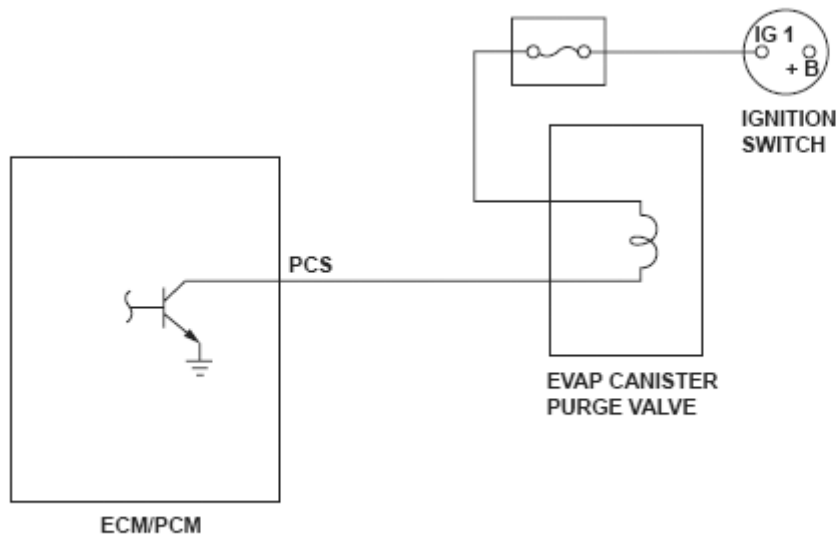 IG 1
+ B
IGNITION
SWITCH
PCS
EVAP CANISTER
PURGE VALVE
ECM/PCM